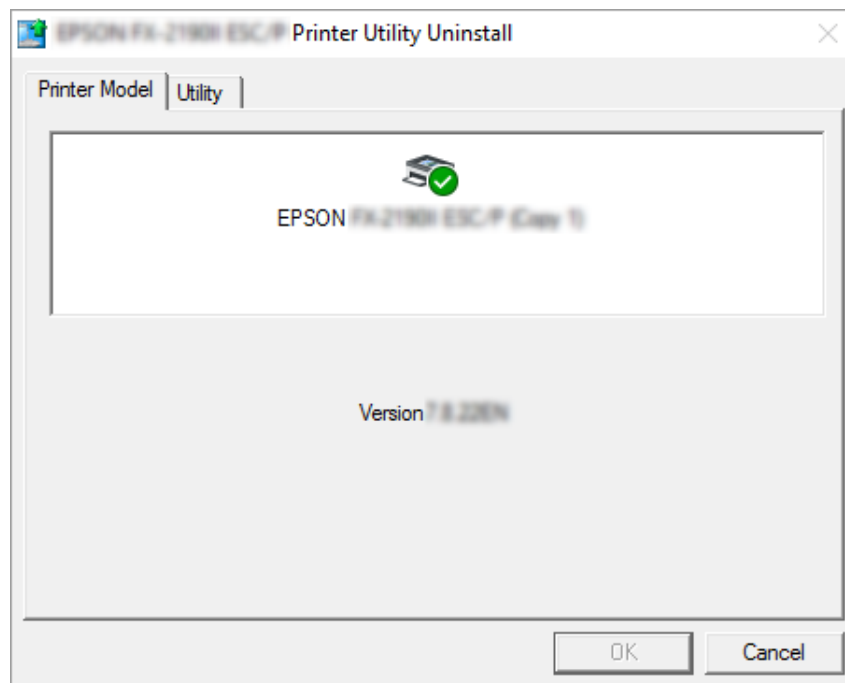 Printer Utility Uninstall
Printer Model
Utility
EPSON
Version
OK
Cancel